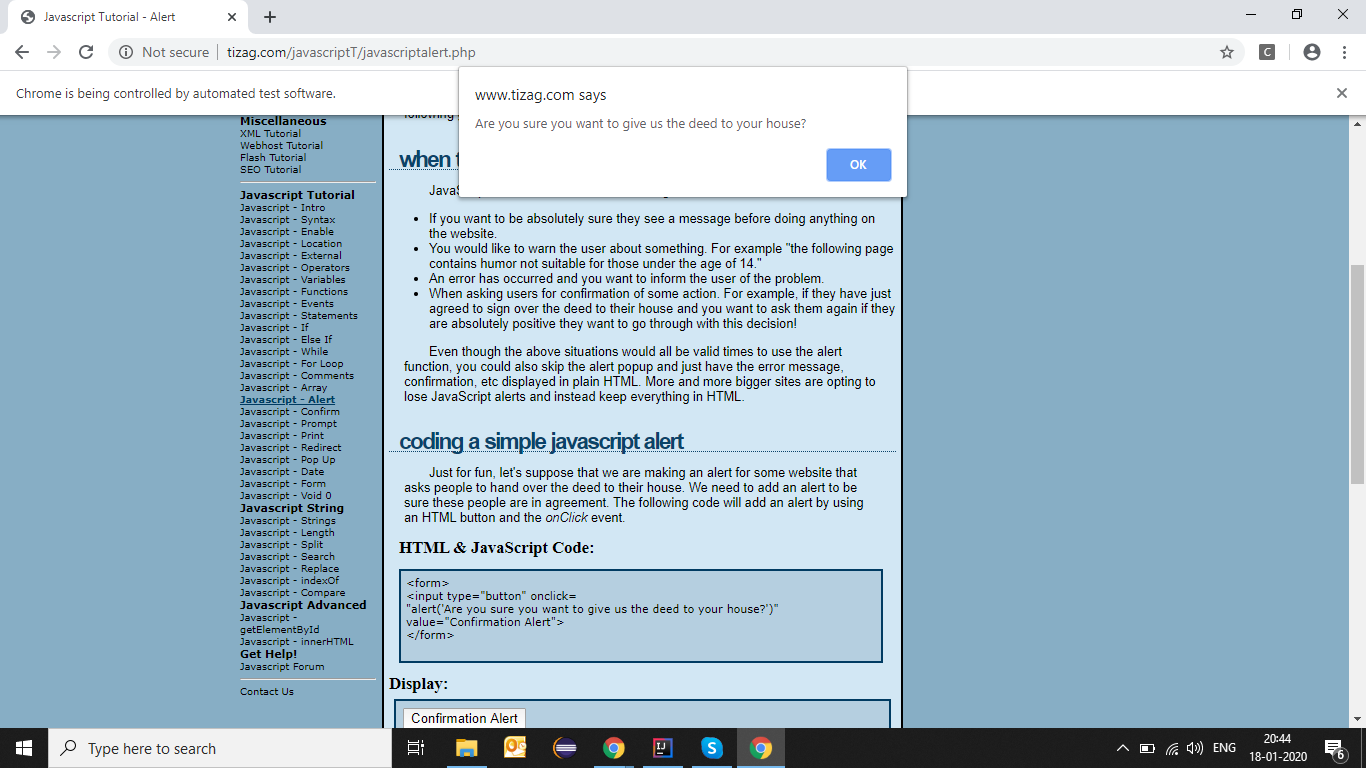 Javascript Tutorial - Alert
Not secure
tizag.com/javascriptT/javascriptalert.php
C
Chrome is being controlled by automated test software.
www.tizag.com says
Are you sure you want to give us the deed to your house?
OK
Miscellaneous
XML Tutorial
Webhost Tutorial
Flash Tutorial
SEO Tutorial
Javascript Tutorial
Javascript - Intro
Javascript - Syntax
Javascript - Enable
Javascript - Location
Javascript - External
Javascript - Operators
Javascript - Variables
Javascript - Functions
Javascript - Events
Javascript - Statements
Javascript - If
Javascript - Else If
Javascript - While
Javascript - For Loop
Javascript - Comments
Javascript - Array
Javascript - Alert
Javascript - Confirm
Javascript - Prompt
Javascript - Print
Javascript - Redirect
Javascript - Pop Up
Javascript - Date
Javascript - Form
Javascript - Void 0
Javascript String
Javascript - Strings
Javascript - Length
Javascript - Split
Javascript - Search
Javascript - Replace
Javascript - indexOf
Javascript - Compare
Javascript Advanced
Javascript -
getElementById
Javascript - innerHTML
Get Help!
Javascript Forum
Contact Us
when
If you want to be absolutely sure they see a message before doing anything on
the website.
You would like to warn the user about something. For example "the following page
contains humor not suitable for those under the age of 14."
An error has occurred and you want to inform the user of the problem.
When asking users for confirmation of some action. For example, if they have just
agreed to sign over the deed to their house and you want to ask them again if they
are absolutely positive they want to go through with this decision!
Even though the above situations would all be valid times to use the alert
function, you could also skip the alert popup and just have the error message,
confirmation, etc displayed in plain HTML. More and more bigger sites are opting to
lose JavaScript alerts and instead keep everything in HTML.
coding a simple javascript alert
Just for fun, let's suppose that we are making an alert for some website that
asks people to hand over the deed to their house. We need to add an alert to be
sure these people are in agreement. The following code will add an alert by using
an HTML button and the onClick event.
HTML & JavaScript Code:
<form>
<input type="button" onclick=
"alert('Are you sure you want to give us the deed to your house?')"
value="Confirmation Alert">
</form>
Display:
Confirmation Alert
Type here to search
ENG
20:44
18-01-2020
6